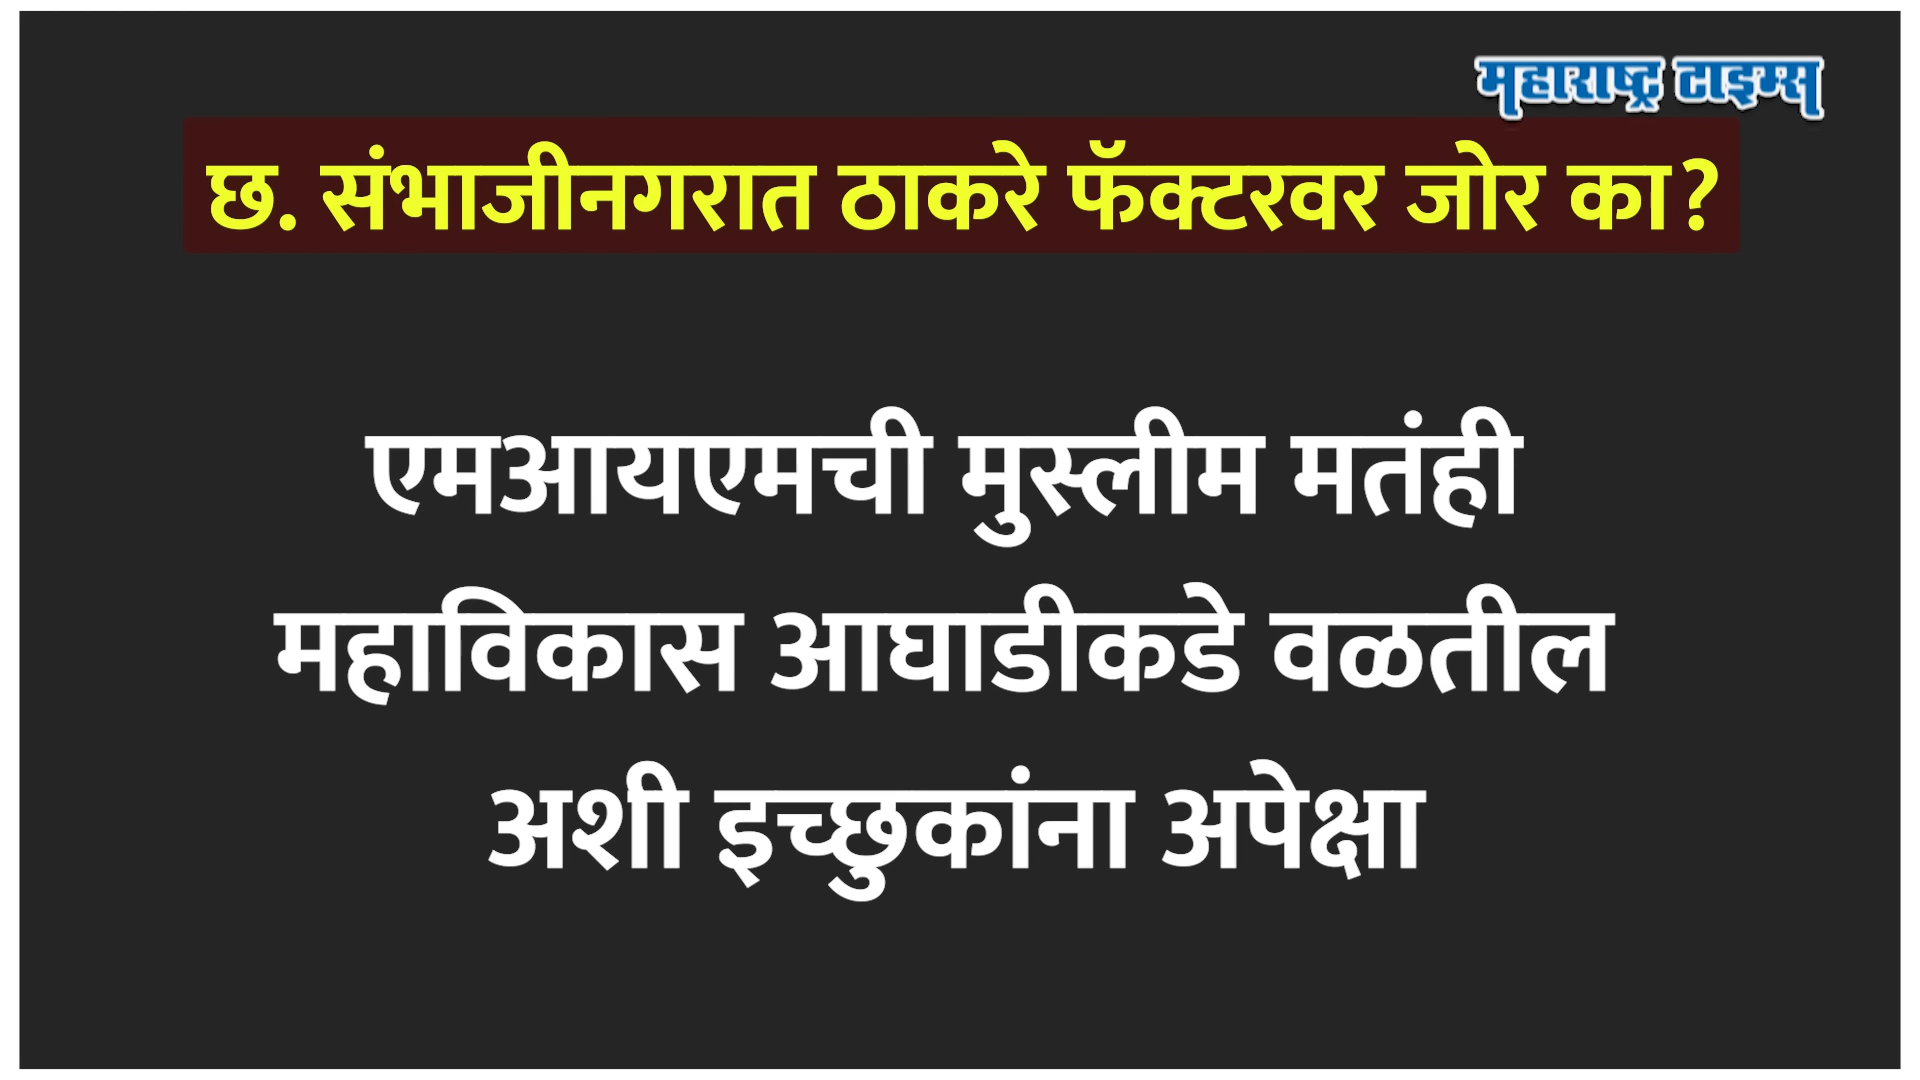 महाराष्ट्र टाइम्स
छ. संभाजीनगरात ठाकरे फॅक्टरवर जोर का?
एमआयएमची मुस्लीम मतंही
महाविकास आघाडीकडे वळतील
अशी इच्छुकांना अपेक्षा